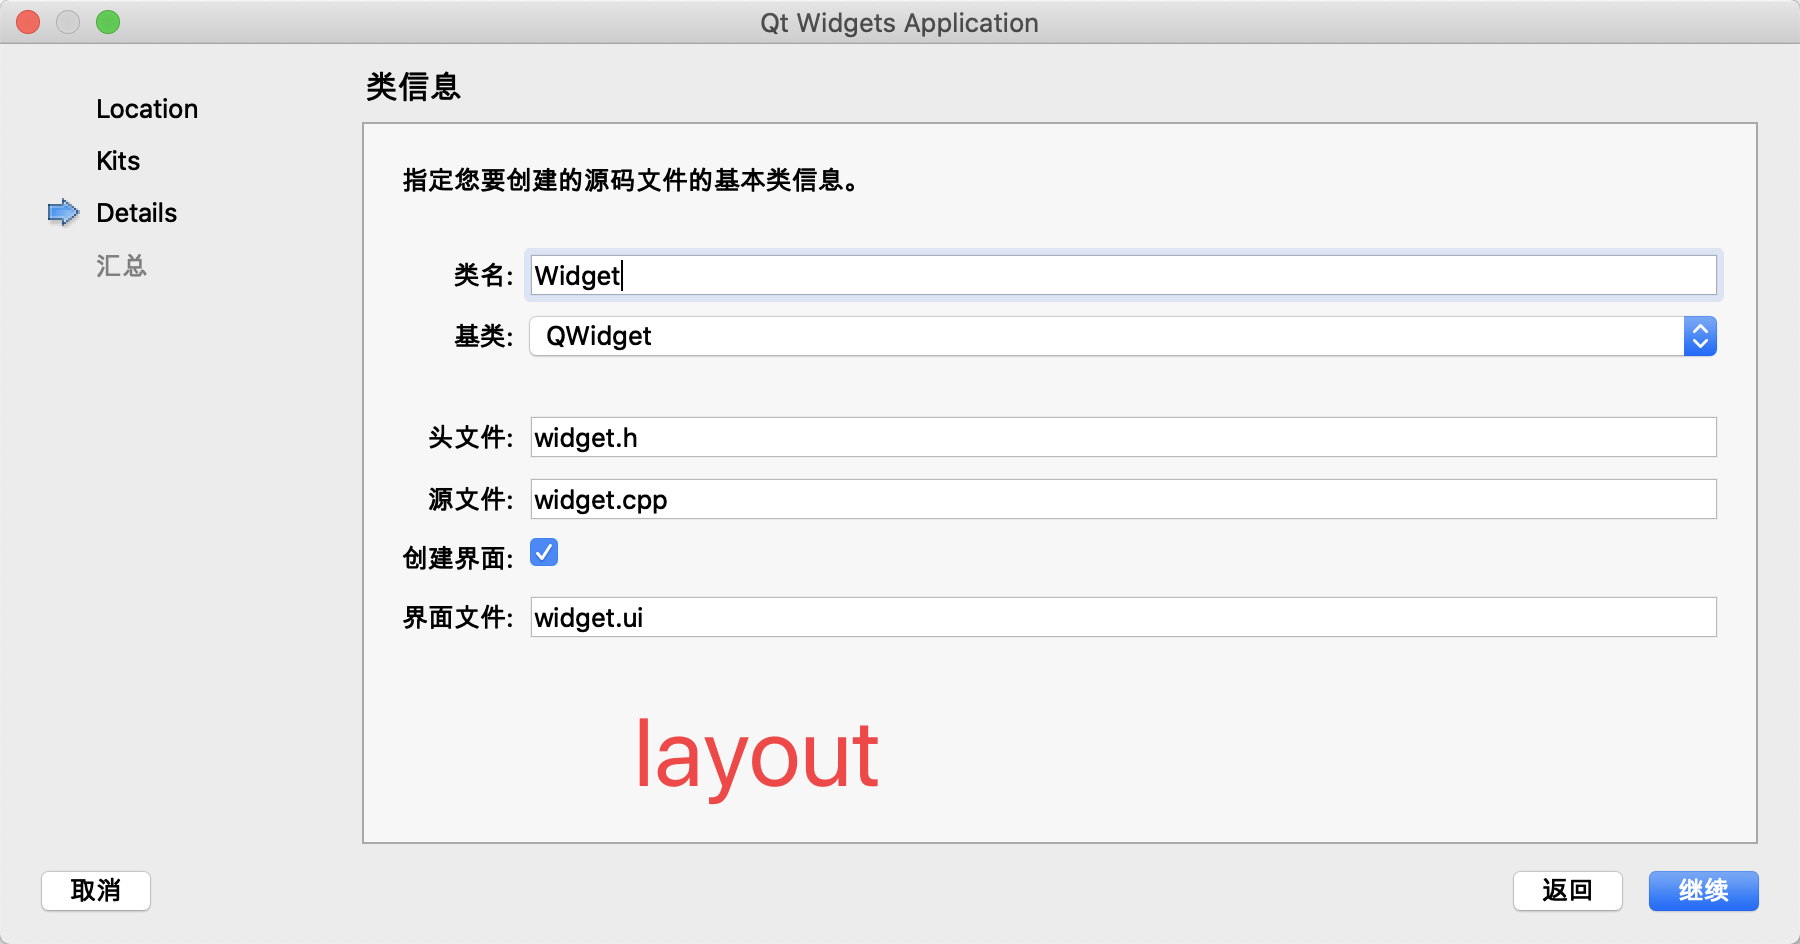 Qt Widgets Application
Location
Kits
Details
汇总
类信息
指定您要创建的源码文件的基本类信息。
类名: Widget
基类: QWidget
头文件: widget.h
源文件: widget.cpp
创建界面:
界面文件: widget.ui
layout
取消 返回 继续